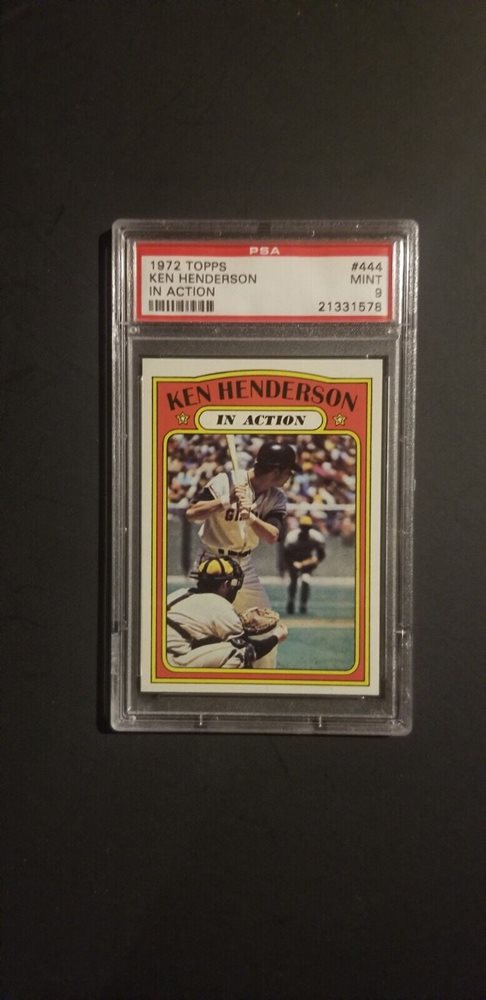 PSA
1972 TOPPS #444
KEN HENDERSON MINT
IN ACTION 9
21331578
KEN HENDERSON
IN ACTION